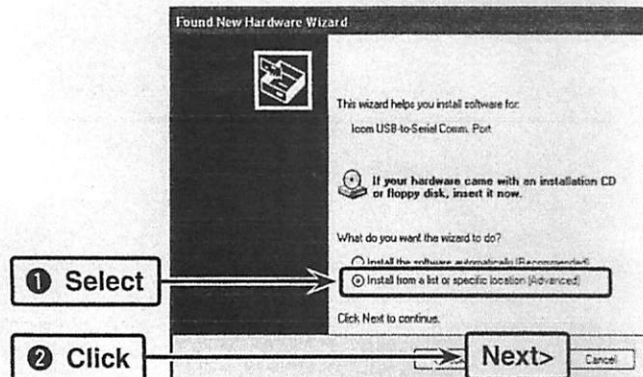 Found New Hardware Wizard
This wizard helps you install software for:
Icom USB-to-Serial Comm. Port
If your hardware came with an installation CD
or floppy disk, insert it now.
What do you want the wizard to do?
Install the software automatically (Recommended)
❶ Select
Install from a list or specific location (Advanced)
Click Next to continue.
❷ Click
Next>
Cancel